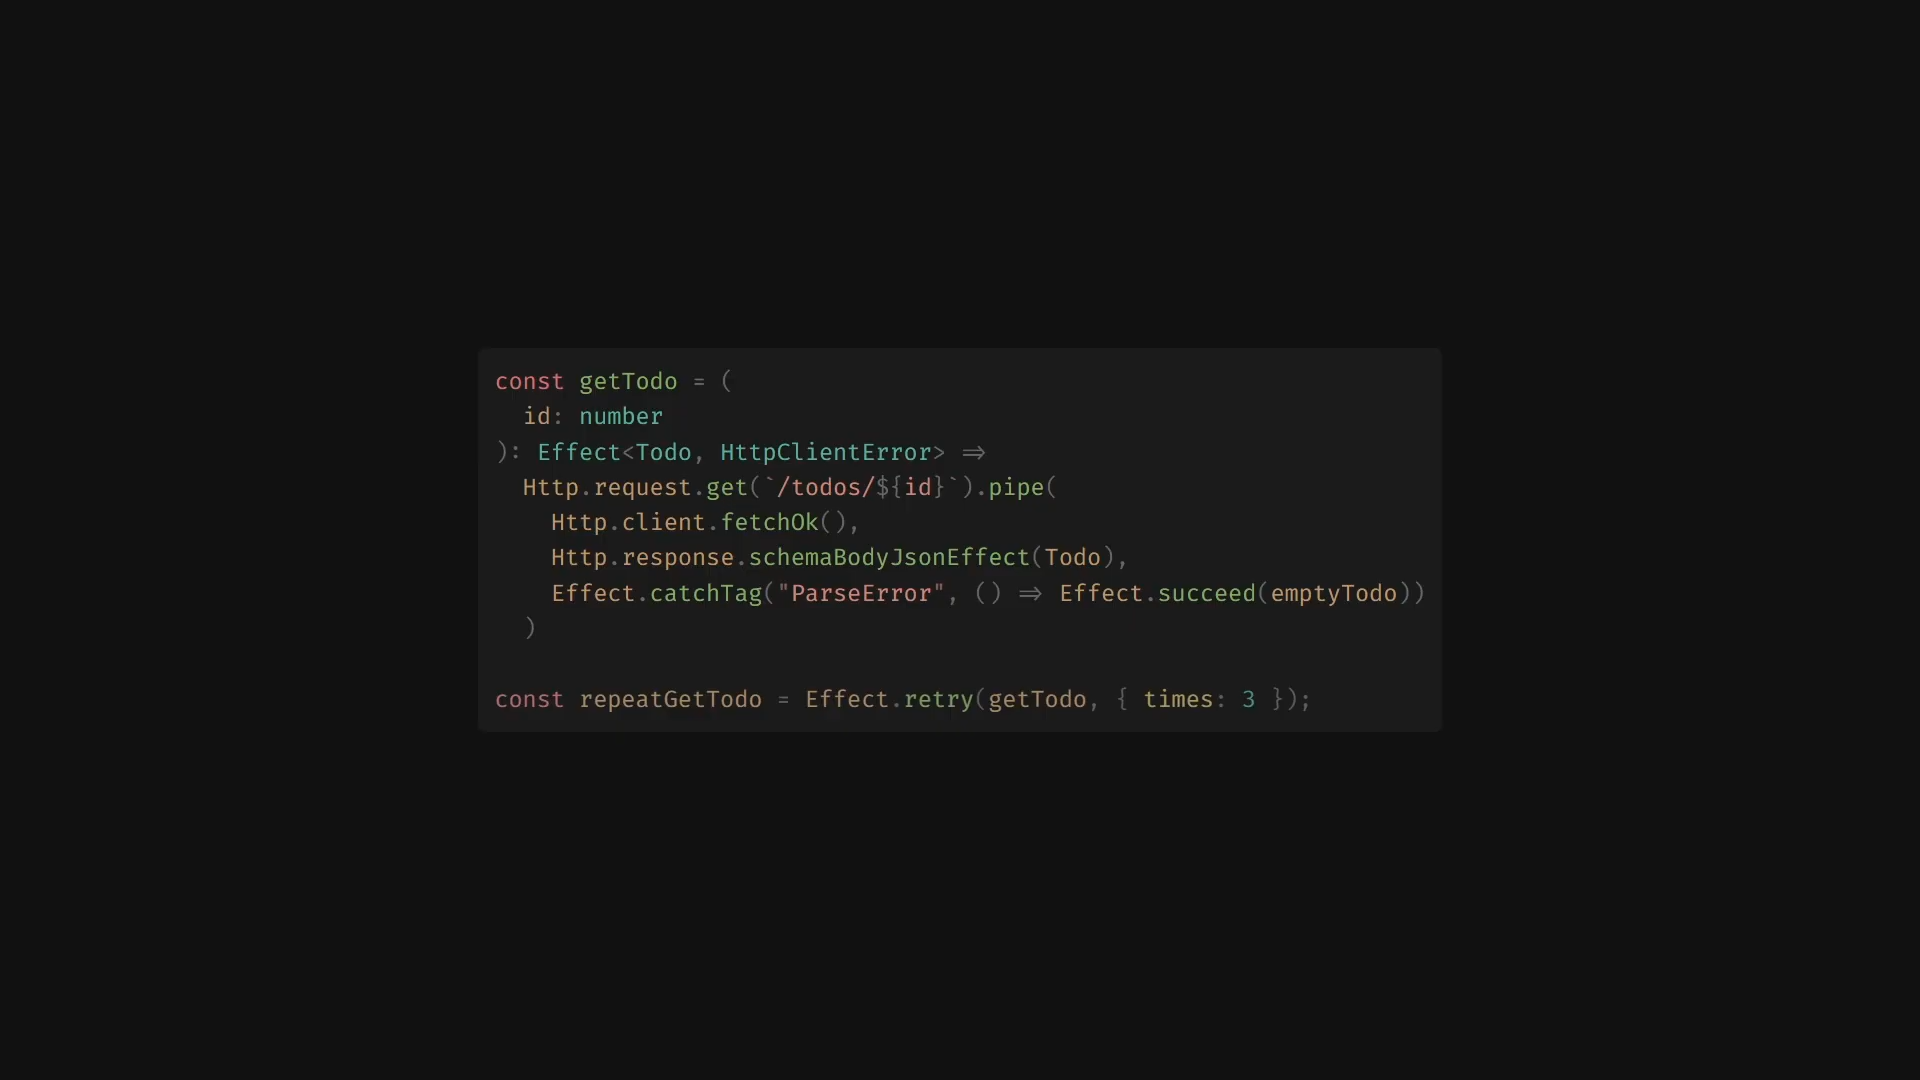 const getTodo = (
  id: number
): Effect<Todo, HttpClientError> =>
  Http.request.get(`/todos/${id}`).pipe(
    Http.client.fetchOk(),
    Http.response.schemaBodyJsonEffect(Todo),
    Effect.catchTag("ParseError", () => Effect.succeed(emptyTodo))
  )

const repeatGetTodo = Effect.retry(getTodo, { times: 3 });